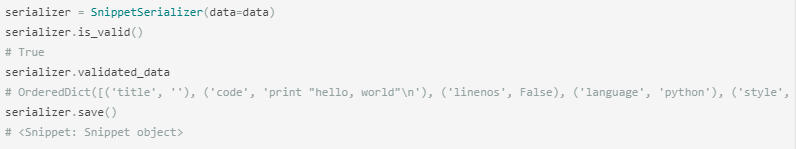 serializer = SnippetSerializer(data=data)
serializer.is_valid()
# True
serializer.validated_data
# OrderedDict([('title', ''), ('code', 'print "hello, world"\n'), ('linenos', False), ('language', 'python'), ('style',
serializer.save()
# <Snippet: Snippet object>